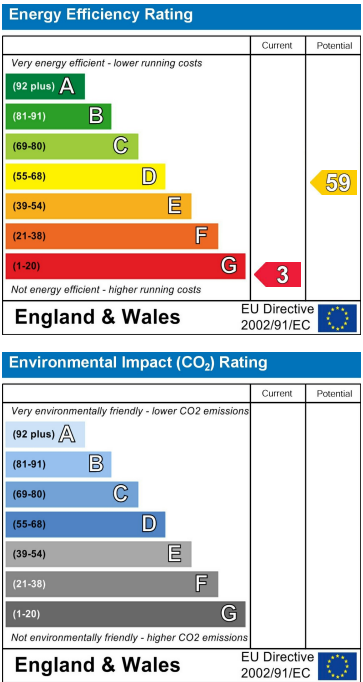 Energy Efficiency Rating
Current Potential
Very energy efficient - lower running costs
(92 plus) A
(81-91) B
(69-80) C
(55-68) D
59
(39-54) E
(21-38) F
(1-20) G
3
Not energy efficient - higher running costs
England & Wales
EU Directive
2002/91/EC
Environmental Impact (CO₂) Rating
Current Potential
Very environmentally friendly - lower CO2 emissions
(92 plus) A
(81-91) B
(69-80) C
(55-68) D
(39-54) E
(21-38) F
(1-20) G
Not environmentally friendly - higher CO2 emissions
England & Wales
EU Directive
2002/91/EC